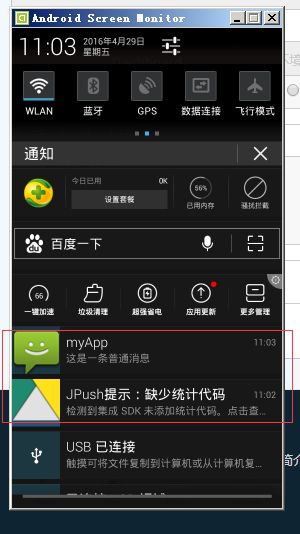 Android Screen Monitor
11:03
2016年4月29日
星期五
WLAN
蓝牙
GPS
数据连接
飞行模式
通知
今日已用
0K
设置套餐
56%
已用内存
骚扰拦截
Bai
百度一下
66
一键加速
垃圾清理
超强省电
应用更新
更多管理
myApp
11:03
这是一条普通消息
JPush提示：缺少统计代码
11:02
检测到集成 SDK 未添加统计代码。点击查...
USB 已连接
触摸可将文件复制到计算机或从计算机复...
简介